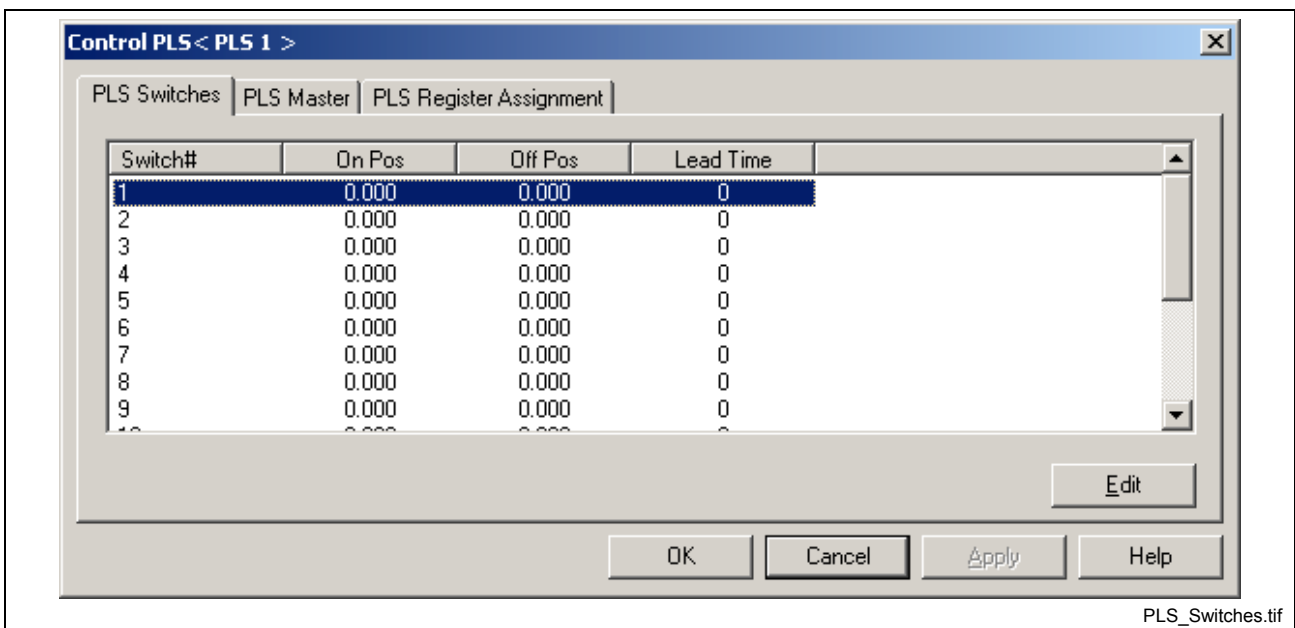 Control PLS< PLS 1 >
PLS Switches PLS Master PLS Register Assignment
Switch# On Pos Off Pos Lead Time
1 0.000 0.000 0
2 0.000 0.000 0
3 0.000 0.000 0
4 0.000 0.000 0
5 0.000 0.000 0
6 0.000 0.000 0
7 0.000 0.000 0
8 0.000 0.000 0
9 0.000 0.000 0
Edit
OK Cancel Apply Help
PLS_Switches.tif